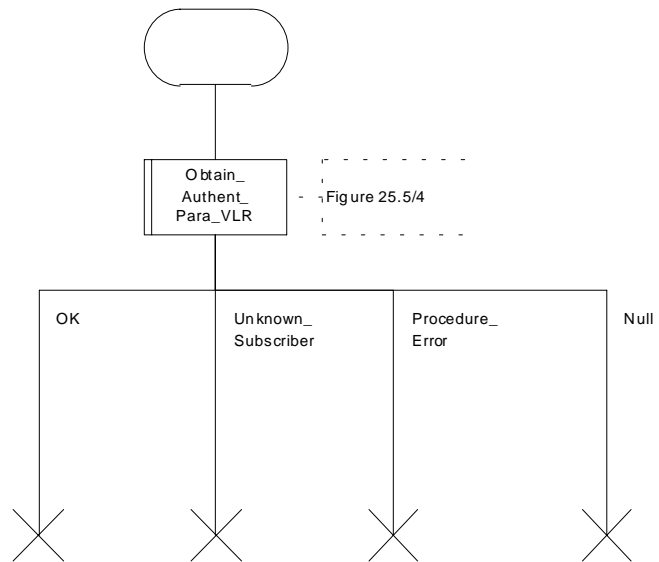 Obtain_
Authent_
Para_VLR
Figure 25.5/4
OK
Unknown_
Subscriber
Procedure_
Error
Null